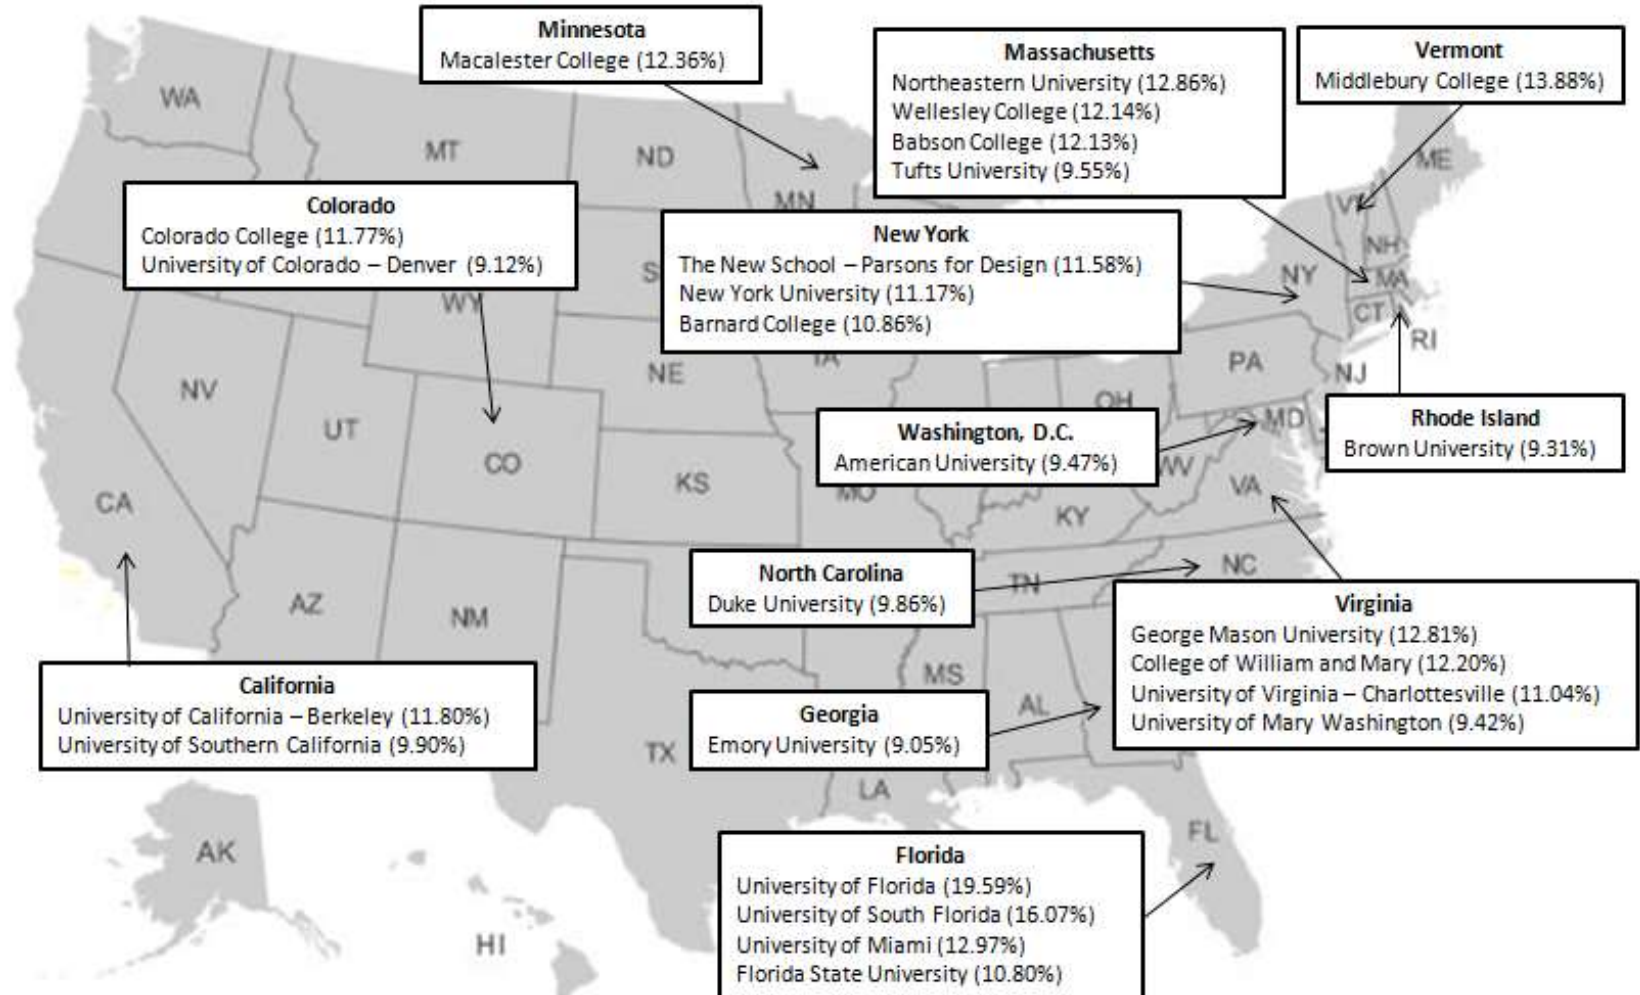 Minnesota
Macalester College (12.36%)
Massachusetts
Northeastern University (12.86%)
Wellesley College (12.14%)
Babson College (12.13%)
Tufts University (9.55%)
Vermont
Middlebury College (13.88%)
Colorado
Colorado College (11.77%)
University of Colorado – Denver (9.12%)
New York
The New School – Parsons for Design (11.58%)
New York University (11.17%)
Barnard College (10.86%)
Washington, D.C.
American University (9.47%)
Rhode Island
Brown University (9.31%)
North Carolina
Duke University (9.86%)
Virginia
George Mason University (12.81%)
College of William and Mary (12.20%)
University of Virginia – Charlottesville (11.04%)
University of Mary Washington (9.42%)
California
University of California – Berkeley (11.80%)
University of Southern California (9.90%)
Georgia
Emory University (9.05%)
Florida
University of Florida (19.59%)
University of South Florida (16.07%)
University of Miami (12.97%)
Florida State University (10.80%)
WA
MT
ND
MN
ME
VT
NH
NY
MA
CT
RI
WY
NE
IA
PA
NJ
OH
MD
NV
UT
CO
KS
MO
WV
VA
KY
CA
AZ
NM
TN
NC
MS
AL
TX
LA
FL
AK
HI